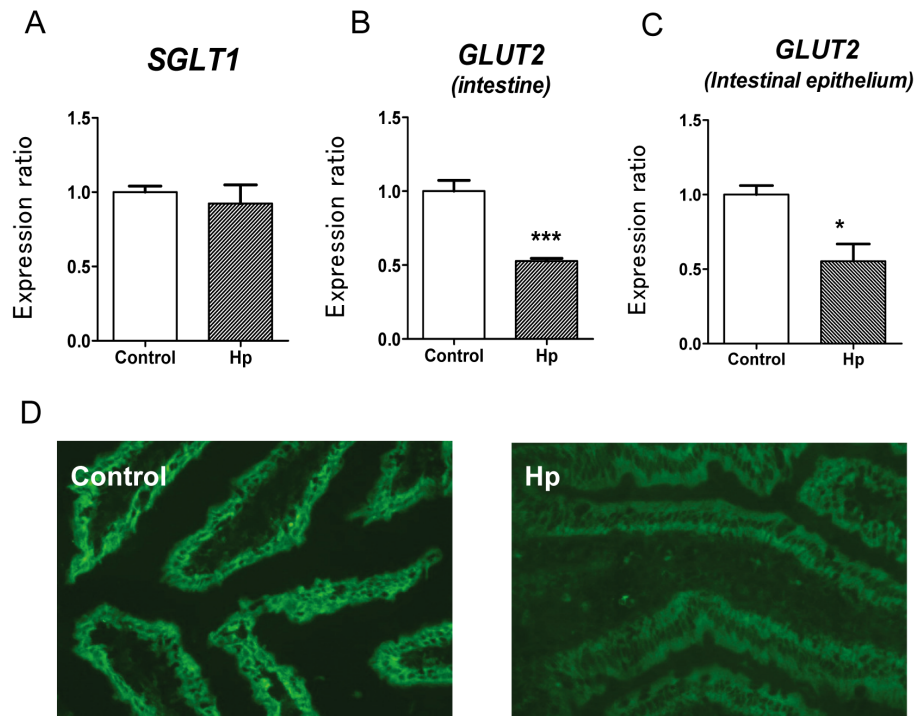 A
SGLT1
Expression ratio
1.5
1.0
0.5
0.0
Control Hp
B
GLUT2
(intestine)
Expression ratio
1.5
1.0
0.5
0.0
***
Control Hp
C
GLUT2
(Intestinal epithelium)
Expression ratio
1.5
1.0
0.5
0.0
*
Control Hp
D
Control
Hp